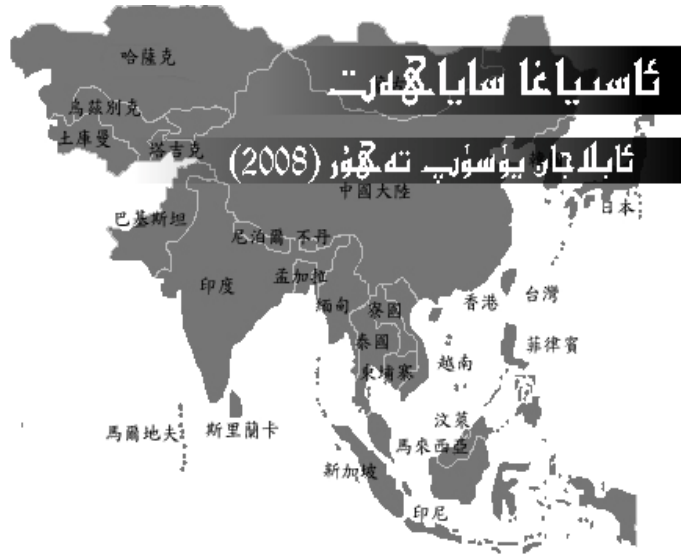 ئاسىياغا ساياھەت
ئابلاجان يۈسۈپ تەھۋر (2008)
哈薩克
烏茲別克
土庫曼
塔吉克
中國大陸
日本
巴基斯坦
尼泊爾 不丹
孟加拉
印度
緬甸
寮國
香港
台灣
泰國
越南
菲律賓
柬埔寨
馬爾地夫
斯里蘭卡
汶萊
馬來西亞
新加坡
印尼